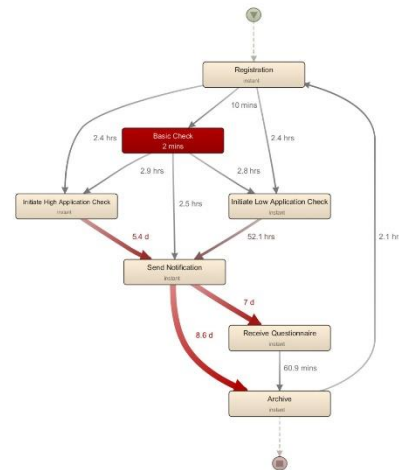 Registration
instant
10 mins
2.4 hrs
Basic Check
2 mins
2.4 hrs
2.9 hrs
2.8 hrs
2.5 hrs
Initiate High Application Check
instant
Initiate Low Application Check
instant
5.4 d
52.1 hrs
2.1 hr
Send Notification
instant
7 d
8.6 d
Receive Questionnaire
instant
60.9 mins
Archive
instant